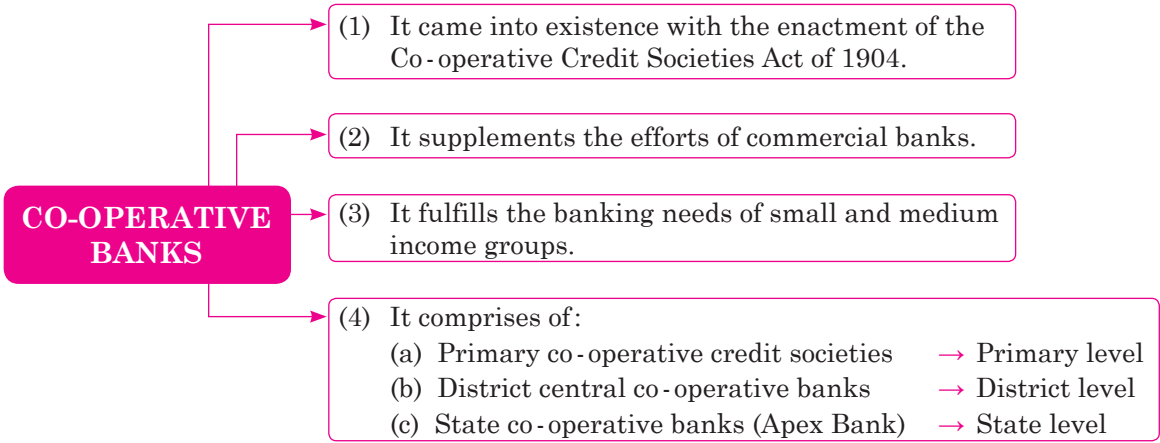 (1) It came into existence with the enactment of the
Co-operative Credit Societies Act of 1904.
(2) It supplements the efforts of commercial banks.
CO-OPERATIVE
BANKS
(3) It fulfills the banking needs of small and medium
income groups.
(4) It comprises of:
(a) Primary co-operative credit societies → Primary level
(b) District central co-operative banks → District level
(c) State co-operative banks (Apex Bank) → State level